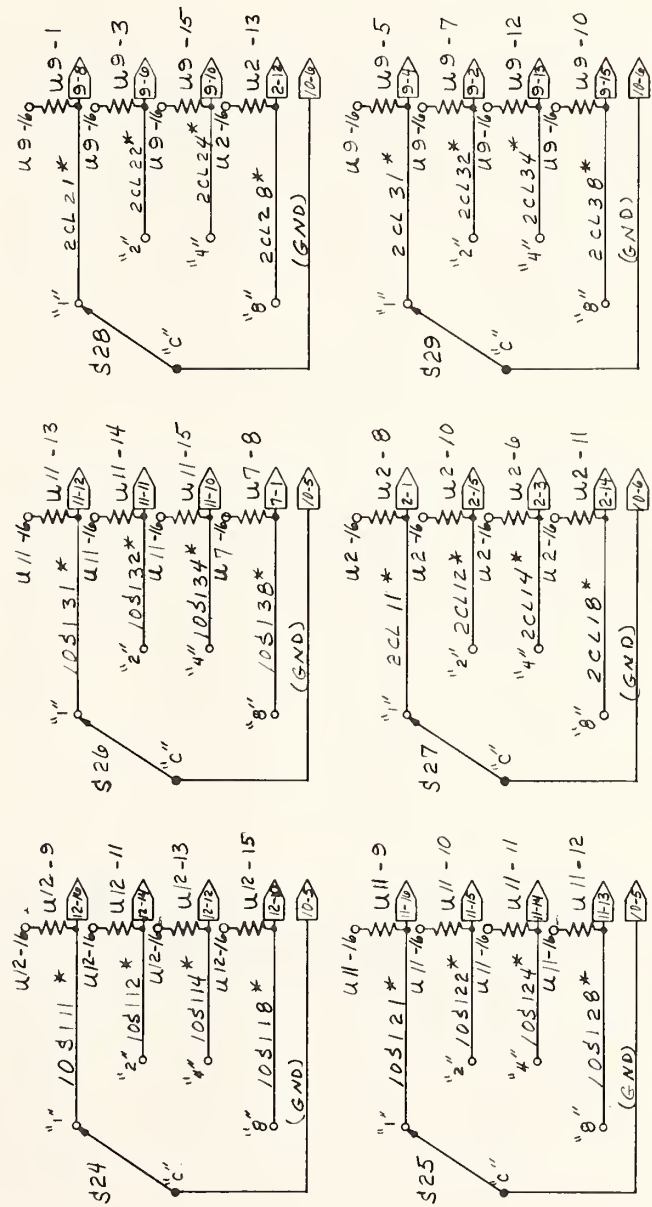 S24
"1" 10S111* U12-16 U12-9
12-16
"2" 10S112* U12-16 U12-11
12-14
"4" 10S114* U12-16 U12-13
12-12
"8" 10S118* U12-16 U12-15
"C" (GND) 10-5
S26
"1" 10S131* U11-16 U11-13
11-12
"2" 10S132* U11-16 U11-14
11-11
"4" 10S134* U11-16 U11-15
11-10
"8" 10S138* U7-16 U7-8
7-1
"C" (GND) 10-5
S28
"1" 2CL21* U9-16 U9-1
9-8
"2" 2CL22* U9-16 U9-3
9-6
"4" 2CL24* U9-16 U9-15
9-10
"8" 2CL28* U2-16 U2-13
2-12
"C" (GND) 10-6
S25
"1" 10S121* U11-16 U11-9
11-16
"2" 10S122* U11-16 U11-10
11-15
"4" 10S124* U11-16 U11-11
11-14
"8" 10S128* U11-16 U11-12
11-13
"C" (GND) 10-5
S27
"1" 2CL11* U2-16 U2-8
2-1
"2" 2CL12* U2-16 U2-10
2-15
"4" 2CL14* U2-16 U2-6
2-3
"8" 2CL18* U2-16 U2-11
2-14
"C" (GND) 10-6
S29
"1" 2CL31* U9-16 U9-5
9-4
"2" 2CL32* U9-16 U9-7
9-2
"4" 2CL34* U9-16 U9-12
9-13
"8" 2CL38* U9-16 U9-10
9-15
"C" (GND) 10-6